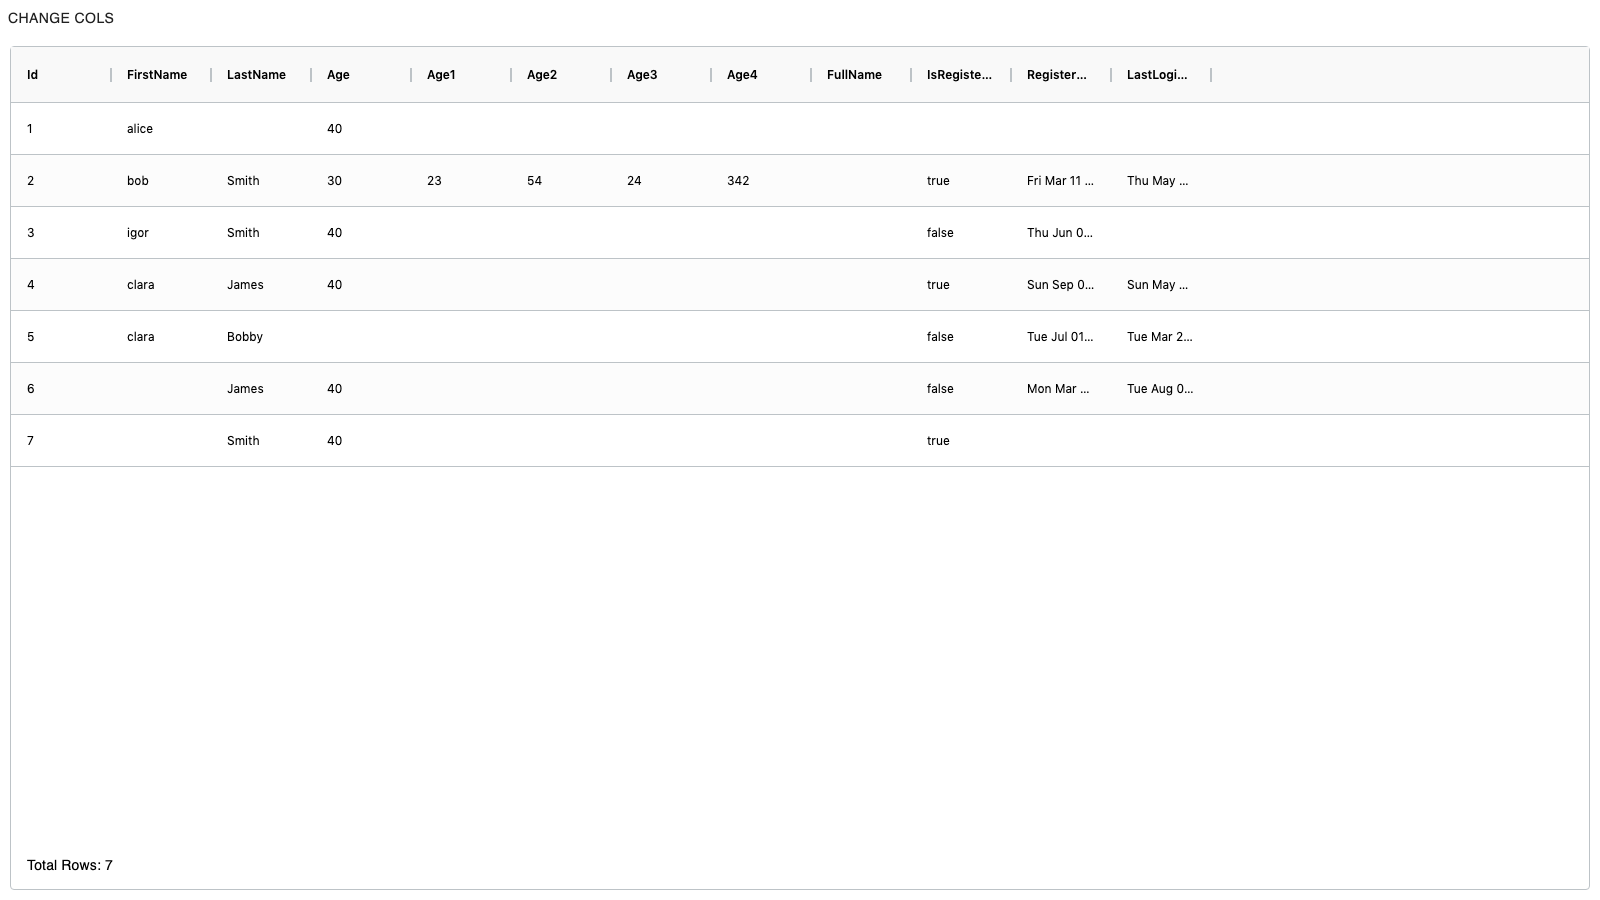 CHANGE COLS
Id FirstName LastName Age Age1 Age2 Age3 Age4 FullName IsRegiste... Register... LastLogi...
1 alice 40
2 bob Smith 30 23 54 24 342 true Fri Mar 11 ... Thu May ...
3 igor Smith 40 false Thu Jun 0...
4 clara James 40 true Sun Sep 0... Sun May ...
5 clara Bobby false Tue Jul 01... Tue Mar 2...
6 James 40 false Mon Mar ... Tue Aug 0...
7 Smith 40 true
Total Rows: 7